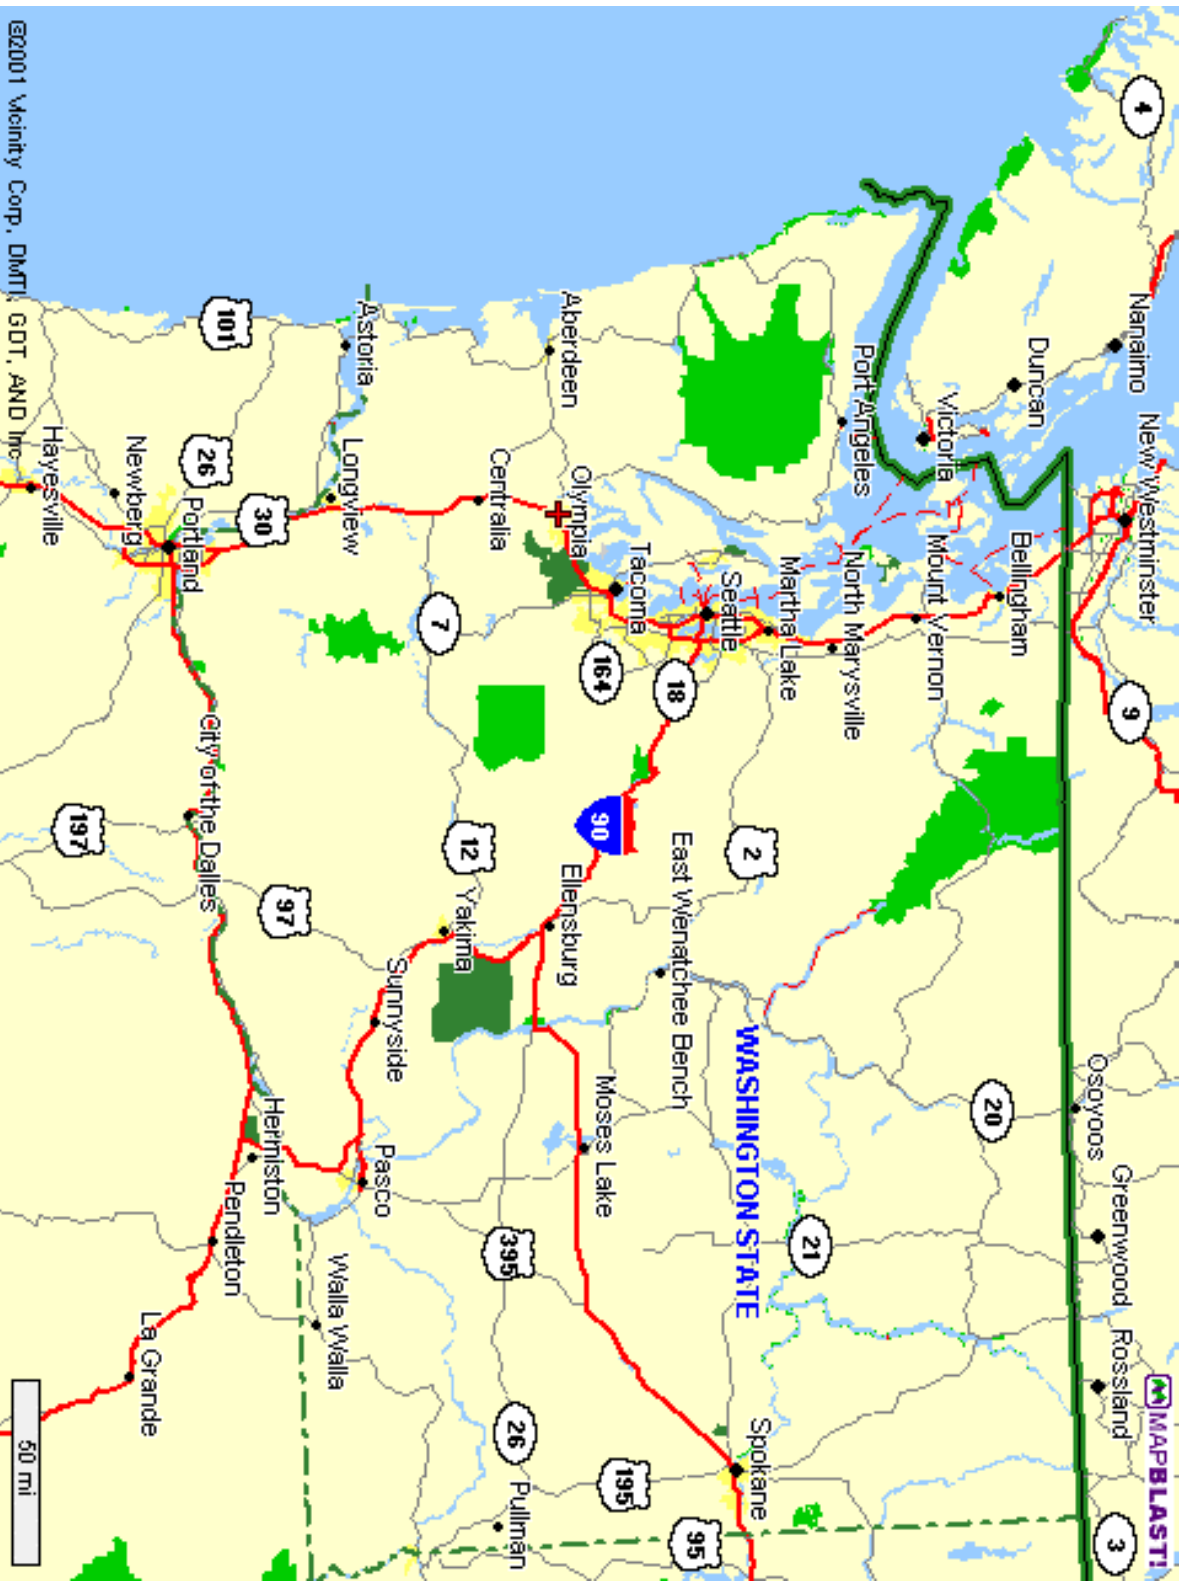 MAPBLAST!
4
Nanaimo
New Westminster
9
Greenwood
Rossland
3
Duncan
Osoyoos
Bellingham
20
Victoria
Mount Vernon
Port Angeles
North Marysville
21
Martha Lake
2
WASHINGTON STATE
Spokane
Seattle
18
East Wenatchee Bench
95
Tacoma
164
90
Moses Lake
195
Aberdeen
Olympia
Ellensburg
Centralia
395
26
Pullman
7
12
Yakima
Sunnyside
Pasco
Astoria
Longview
Walla Walla
30
97
Hermiston
101
26
Portland
City of the Dalles
Pendleton
Newberg
197
La Grande
Hayesville
©2001 Vicinity Corp., DMTI, GDT, AND Inc.
50 mi